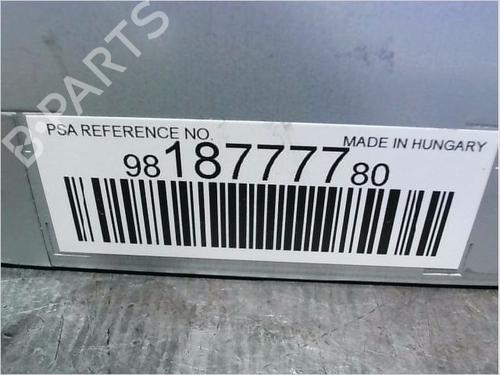 B-PARTS
PSA REFERENCE NO. MADE IN HUNGARY
9818777780